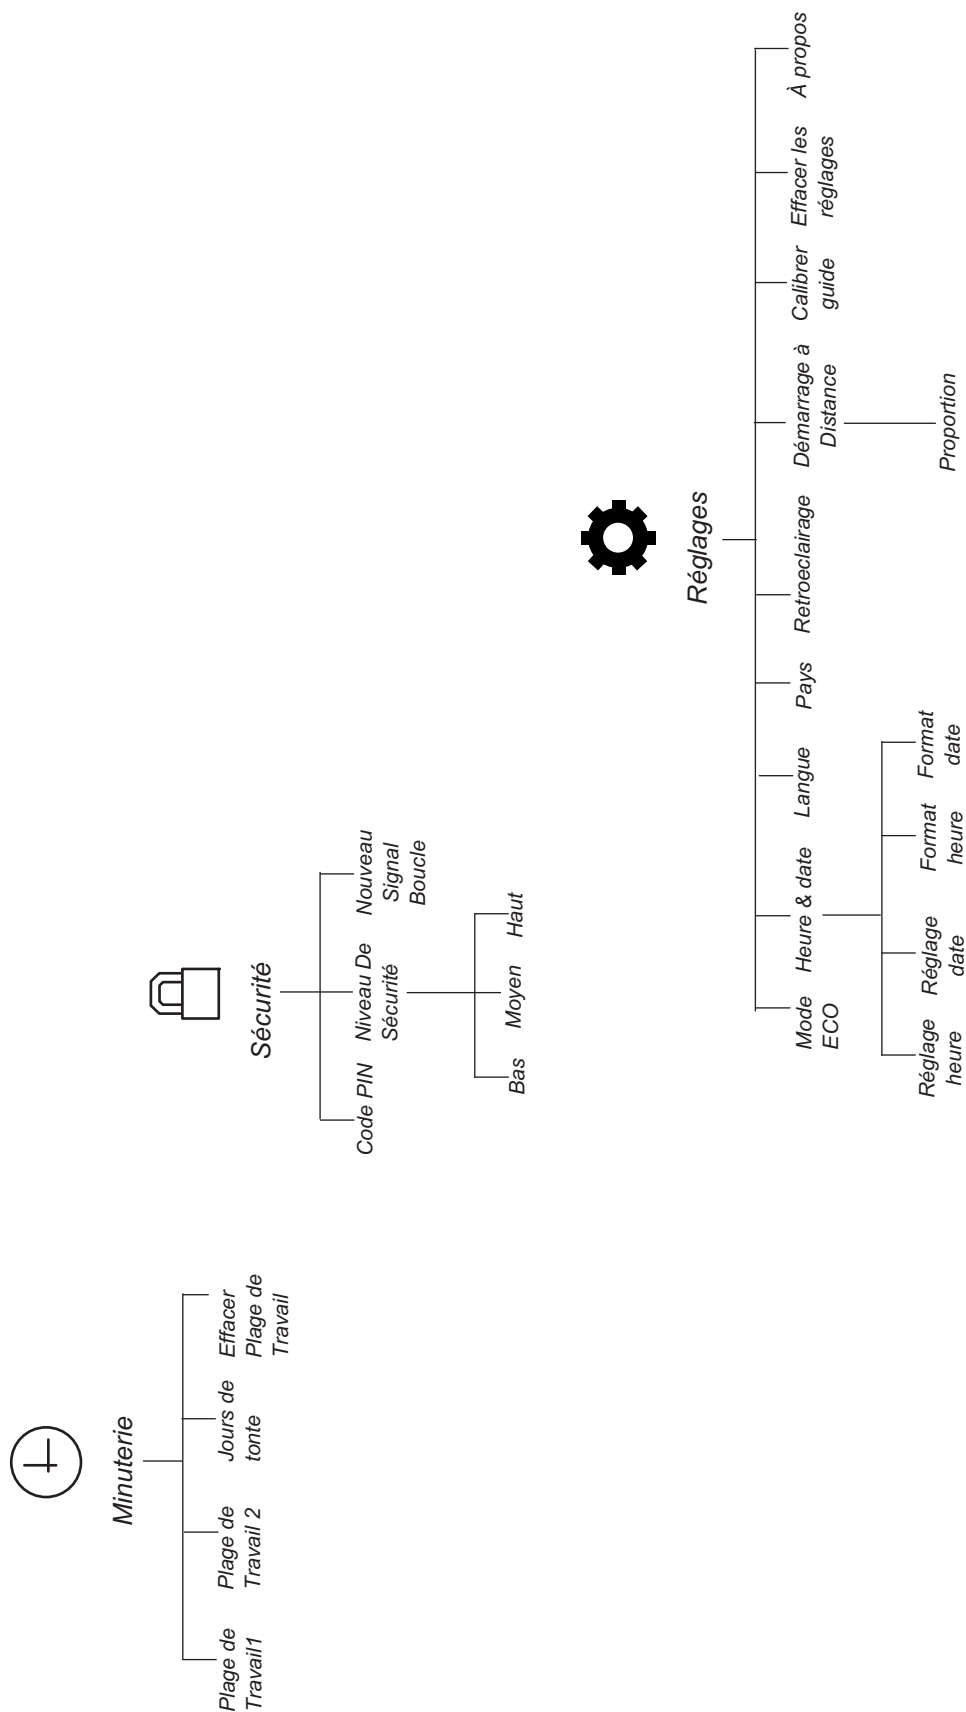 Minuterie
Plage de
Travail1
Plage de
Travail 2
Jours de
tonte
Effacer
Plage de
Travail
Sécurité
Code PIN
Niveau De
Sécurité
Nouveau
Signal
Boucle
Bas
Moyen
Haut
Réglages
Mode
ECO
Heure & date
Langue
Pays
Retroeclairage
Démarrage à
Distance
Calibrer
guide
Effacer les
réglages
À propos
Réglage
heure
Réglage
date
Format
heure
Format
date
Proportion